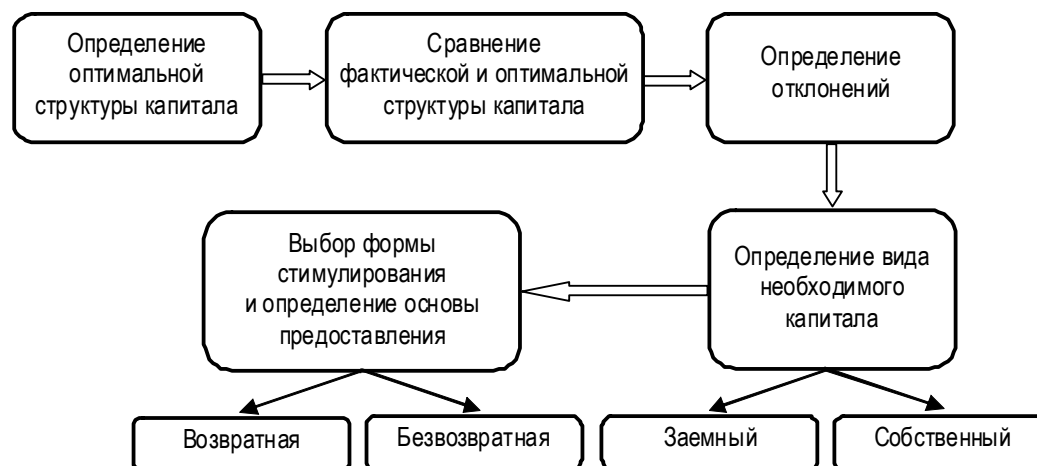 Определение
оптимальной
структуры капитала
Сравнение
фактической и оптимальной
структуры капитала
Определение
отклонений
Выбор формы
стимулирования
и определение основы
предоставления
Определение вида
необходимого
капитала
Возвратная
Безвозвратная
Заемный
Собственный